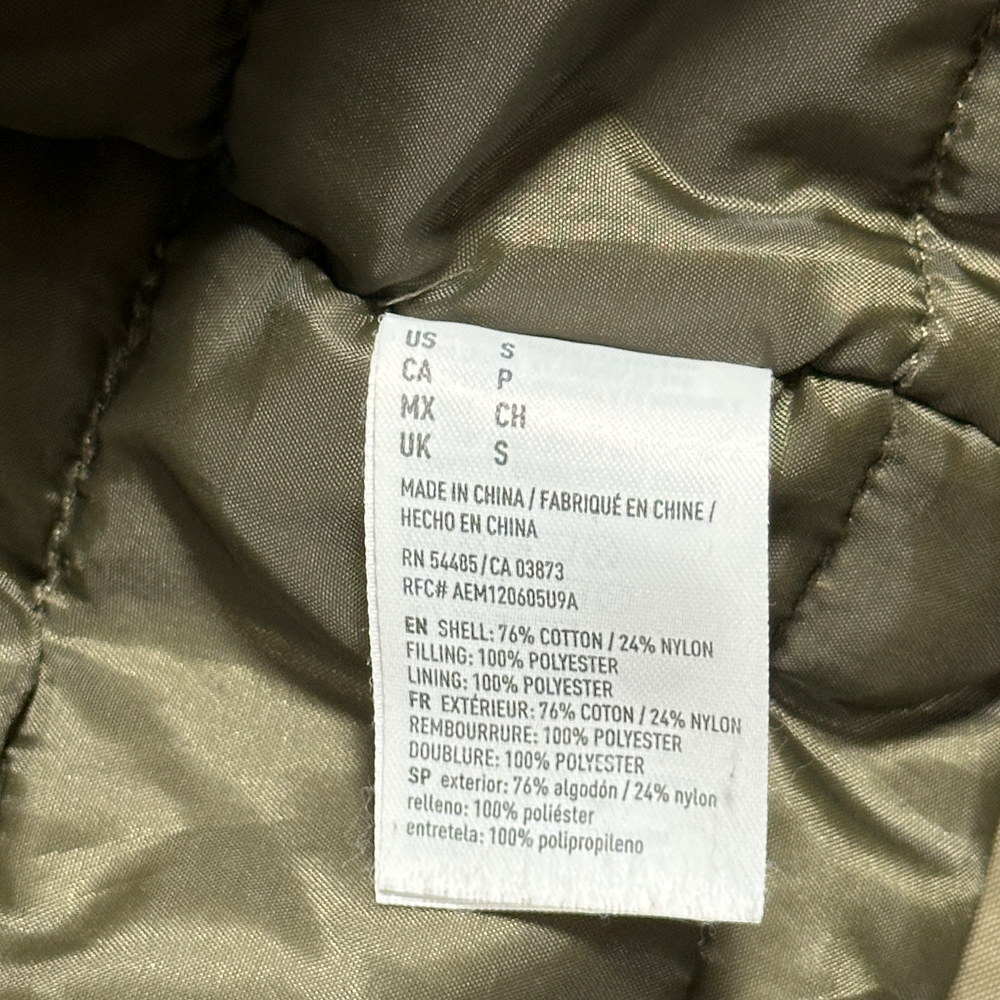 US S
CA P
MX CH
UK S
MADE IN CHINA / FABRIQUÉ EN CHINE /
HECHO EN CHINA
RN 54485/CA 03873
RFC# AEM120605U9A
EN SHELL: 76% COTTON / 24% NYLON
FILLING: 100% POLYESTER
LINING: 100% POLYESTER
FR EXTÉRIEUR: 76% COTON / 24% NYLON
REMBOURRURE: 100% POLYESTER
DOUBLURE: 100% POLYESTER
SP exterior: 76% algodón / 24% nylon
relleno: 100% poliéster
entretela: 100% polipropileno